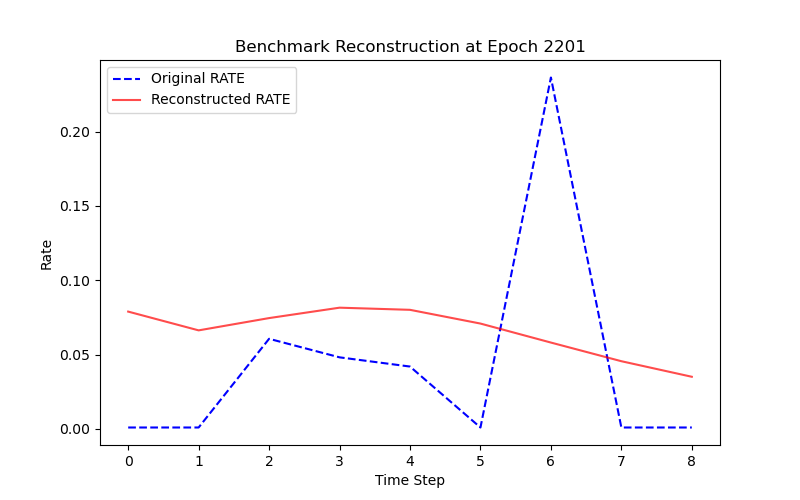 Benchmark Reconstruction at Epoch 2201
Original RATE
Reconstructed RATE
0.20
0.15
0.10
0.05
0.00
Rate
0 1 2 3 4 5 6 7 8
Time Step